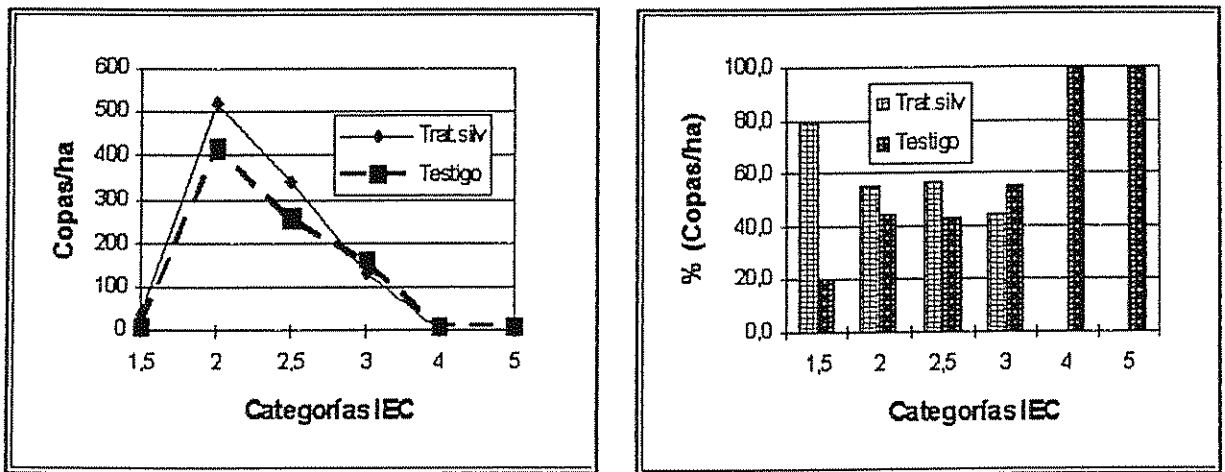 600
500
400
300
200
100
0
Copas/ha
Trat.silv
Testigo
1,5 2 2,5 3 4 5
Categorías IEC
100,0
80,0
60,0
40,0
20,0
0,0
% (Copas/ha)
Trat.silv
Testigo
1,5 2 2,5 3 4 5
Categorías IEC